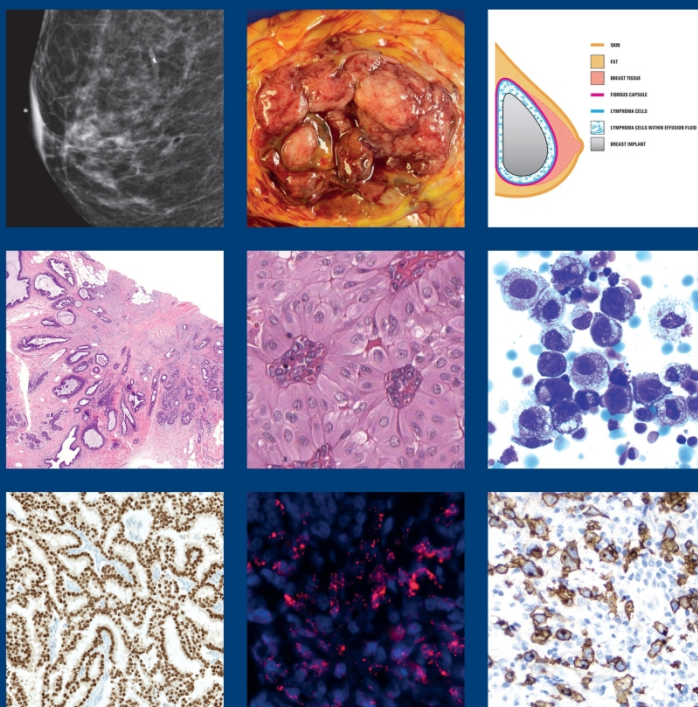 SKIN
FAT
BREAST TISSUE
FIBROUS CAPSULE
LYMPHOMA CELLS
LYMPHOMA CELLS WITHIN EFFUSION FLUID
BREAST IMPLANT